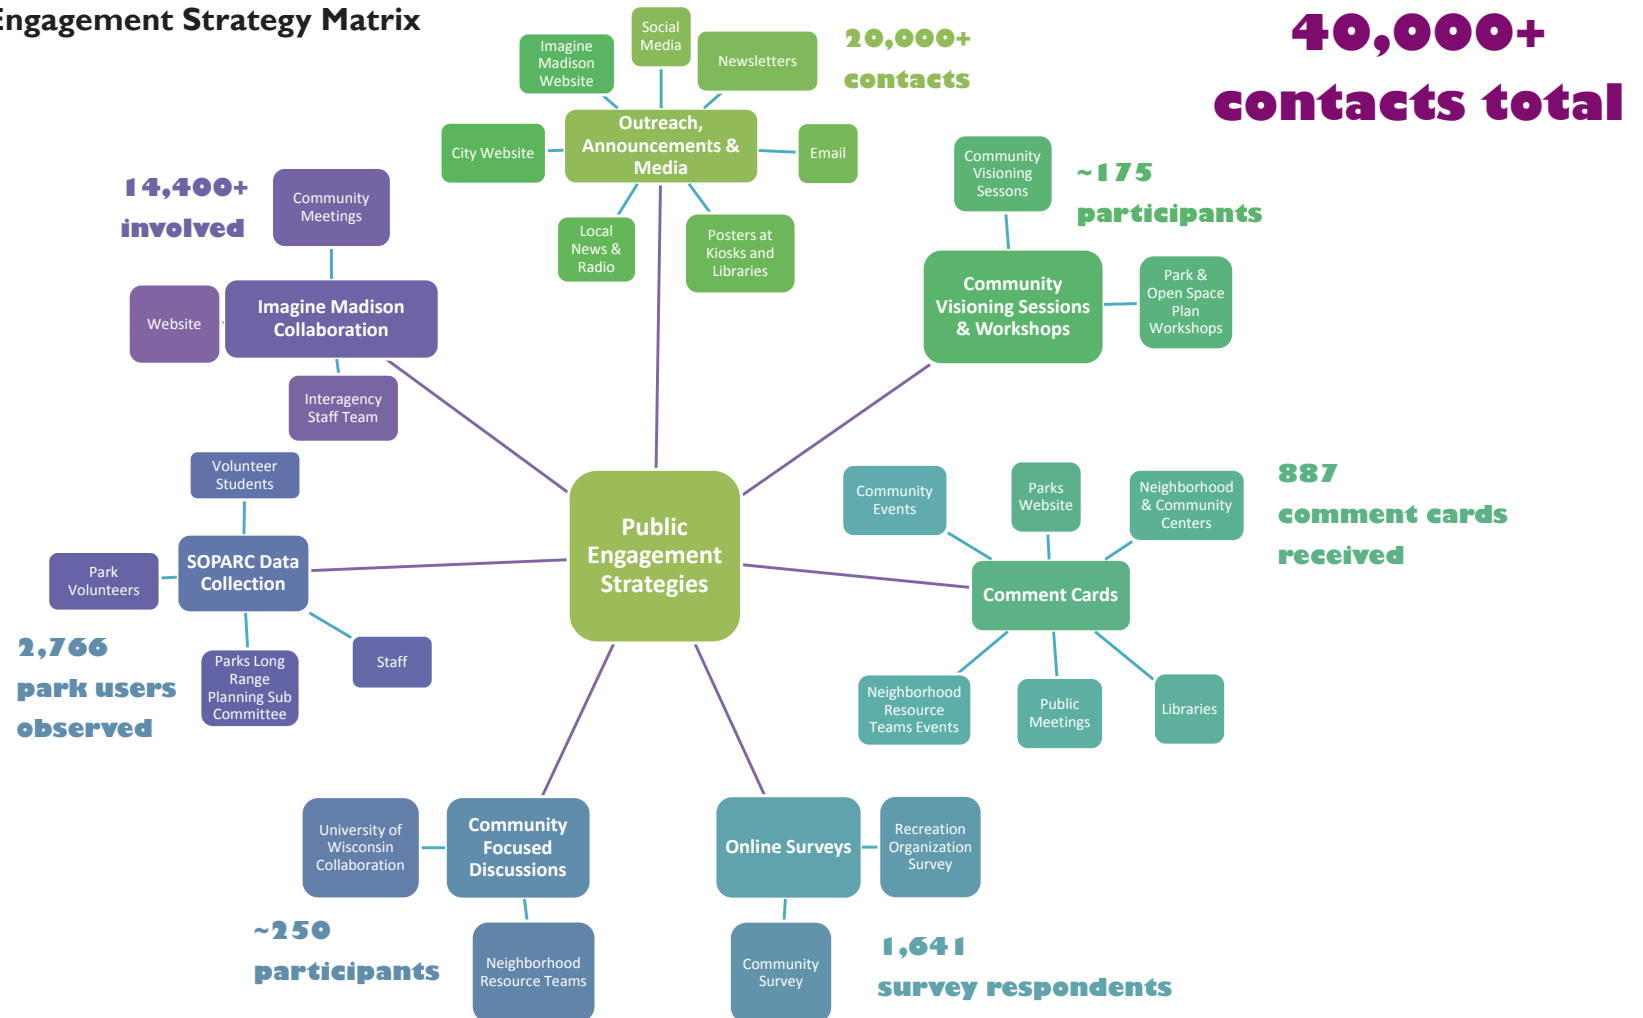 Engagement Strategy Matrix
40,000+
contacts total
20,000+
contacts
Social
Media
Imagine
Madison
Website
Newsletters
City Website
Outreach,
Announcements &
Media
Email
Local
News &
Radio
Posters at
Kiosks and
Libraries
14,400+
involved
Community
Meetings
Website
Imagine Madison
Collaboration
Interagency
Staff Team
Community
Visioning
Sessons
~175
participants
Community
Visioning Sessions
& Workshops
Park &
Open Space
Plan
Workshops
Public
Engagement
Strategies
Volunteer
Students
Park
Volunteers
SOPARC Data
Collection
Parks Long
Range
Planning Sub
Committee
Staff
2,766
park users
observed
Community
Events
Parks
Website
Neighborhood
& Community
Centers
887
comment cards
received
Comment Cards
Neighborhood
Resource
Teams Events
Public
Meetings
Libraries
University of
Wisconsin
Collaboration
Community
Focused
Discussions
Neighborhood
Resource Teams
~250
participants
Online Surveys
Recreation
Organization
Survey
Community
Survey
1,641
survey respondents